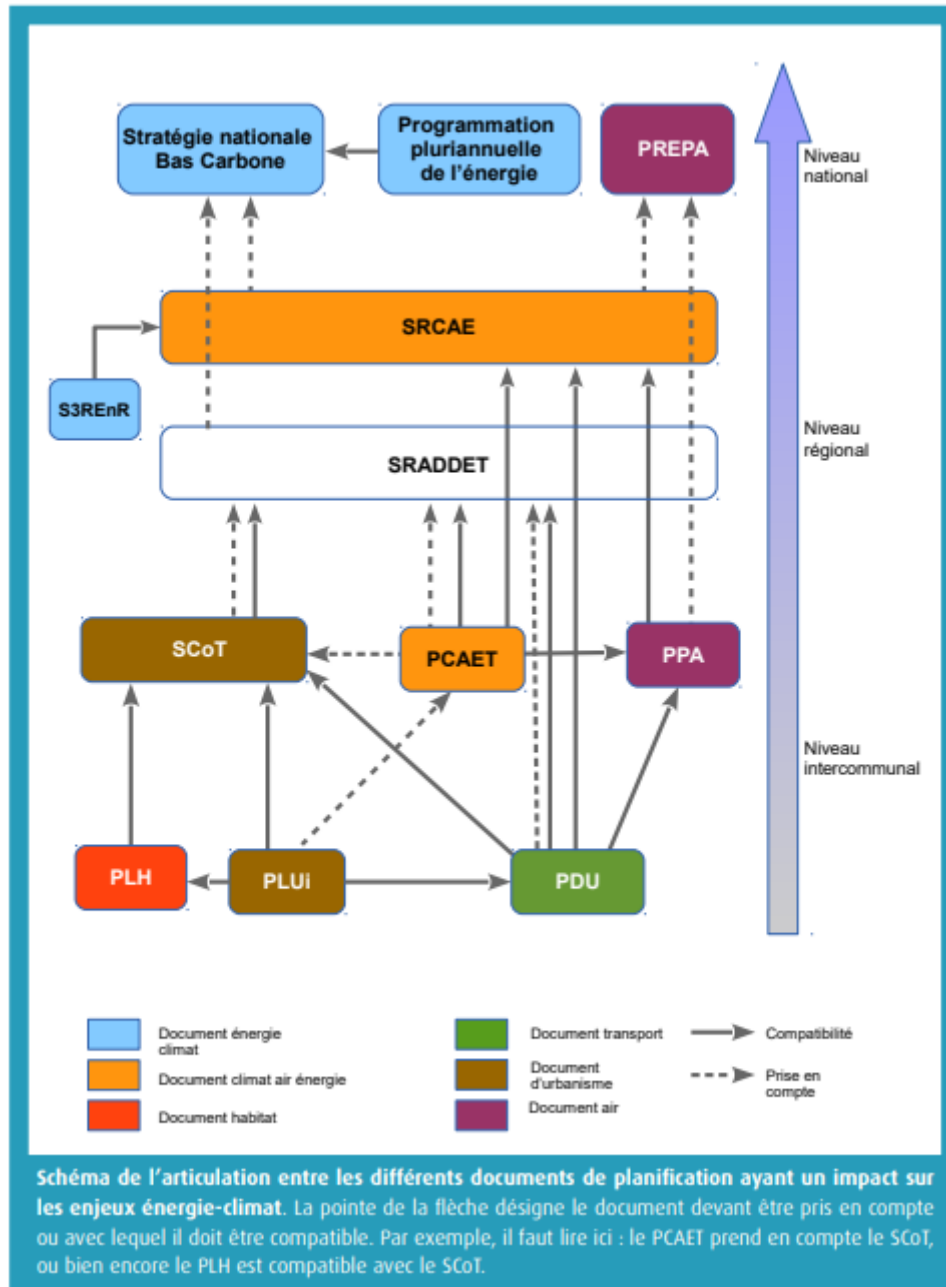 Stratégie nationale
Bas Carbone
Programmation
pluriannuelle
de l'énergie
PREPA
Niveau
national
SRCAE
S3REnR
SRADDET
Niveau
régional
SCoT
PCAET
PPA
Niveau
intercommunal
PLH
PLUi
PDU
Document énergie
climat
Document transport
Compatibilité
Document climat air énergie
Document
d'urbanisme
Prise en
compte
Document habitat
Document air
Schéma de l'articulation entre les différents documents de planification ayant un impact sur
les enjeux énergie-climat. La pointe de la flèche désigne le document devant être pris en compte
ou avec lequel il doit être compatible. Par exemple, il faut lire ici : le PCAET prend en compte le SCoT,
ou bien encore le PLH est compatible avec le SCoT.